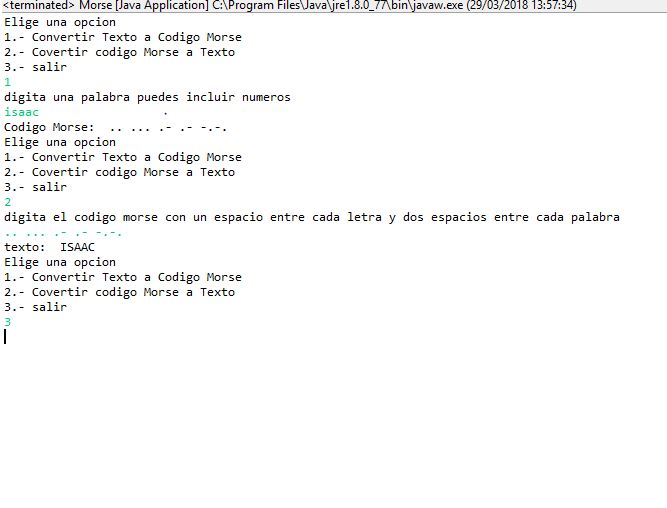 <terminated> Morse [Java Application] C:\Program Files\Java\jre1.8.0_77\bin\javaw.exe (29/03/2018 13:57:34)
Elige una opcion
1.- Convertir Texto a Codigo Morse
2.- Covertir codigo Morse a Texto
3.- salir
1
digita una palabra puedes incluir numeros
isaac
Codigo Morse:  .. ... .- .- -.-.
Elige una opcion
1.- Convertir Texto a Codigo Morse
2.- Covertir codigo Morse a Texto
3.- salir
2
digita el codigo morse con un espacio entre cada letra y dos espacios entre cada palabra
.. ... .- .- -.-.
texto:  ISAAC
Elige una opcion
1.- Convertir Texto a Codigo Morse
2.- Covertir codigo Morse a Texto
3.- salir
3